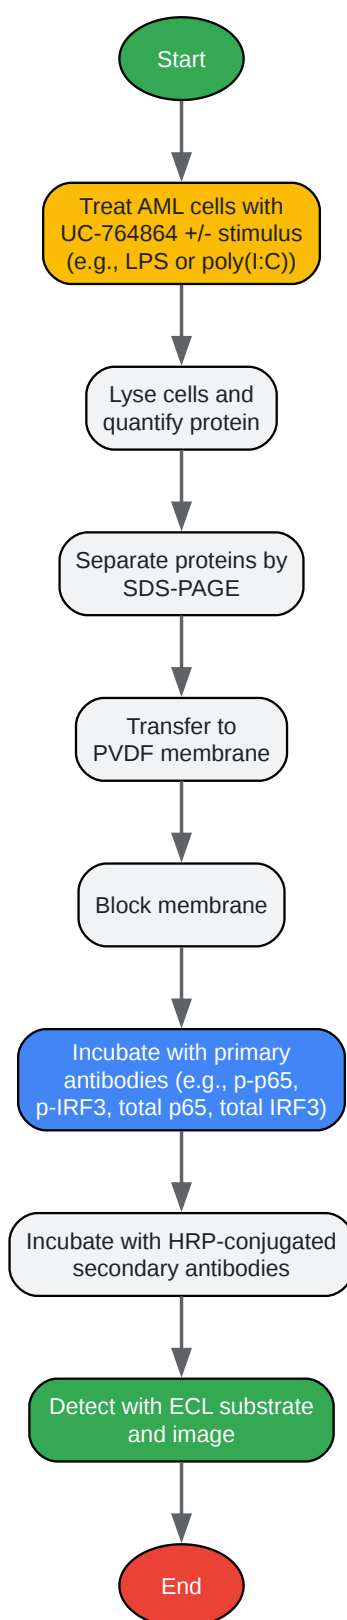 Start
Treat AML cells with
UC-764864 +/- stimulus
(e.g., LPS or poly(I:C))
Lyse cells and
quantify protein
Separate proteins by
SDS-PAGE
Transfer to
PVDF membrane
Block membrane
Incubate with primary
antibodies (e.g., p-p65,
p-IRF3, total p65, total IRF3)
Incubate with HRP-conjugated
secondary antibodies
Detect with ECL substrate
and image
End